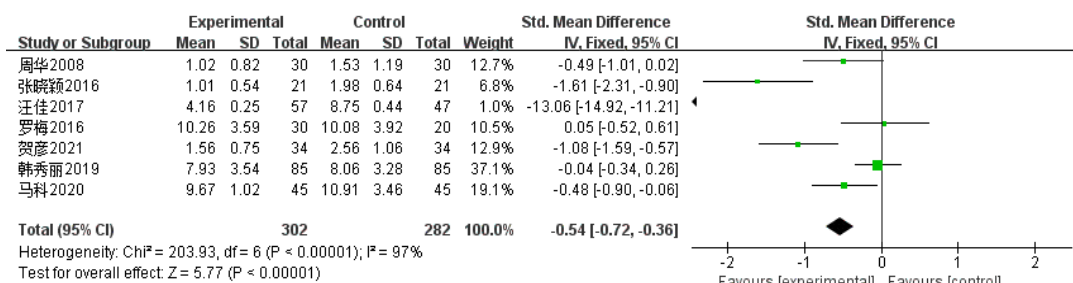 Experimental Control Std. Mean Difference Std. Mean Difference
Study or Subgroup Mean SD Total Mean SD Total Weight IV, Fixed, 95% CI IV, Fixed, 95% CI
周华2008 1.02 0.82 30 1.53 1.19 30 12.7% -0.49 [-1.01, 0.02]
张晓颖2016 1.01 0.54 21 1.98 0.64 21 6.8% -1.61 [-2.31, -0.90]
汪佳2017 4.16 0.25 57 8.75 0.44 47 1.0% -13.06 [-14.92, -11.21]
罗梅2016 10.26 3.59 30 10.08 3.92 20 10.5% 0.05 [-0.52, 0.61]
贺彦2021 1.56 0.75 34 2.56 1.06 34 12.9% -1.08 [-1.59, -0.57]
韩秀丽2019 7.93 3.54 85 8.06 3.28 85 37.1% -0.04 [-0.34, 0.26]
马科2020 9.67 1.02 45 10.91 3.46 45 19.1% -0.48 [-0.90, -0.06]
Total (95% CI) 302 282 100.0% -0.54 [-0.72, -0.36]
Heterogeneity: Chi² = 203.93, df = 6 (P < 0.00001); I² = 97%
Test for overall effect: Z = 5.77 (P < 0.00001)
-2 -1 0 1 2
Favours [experimental] Favours [control]